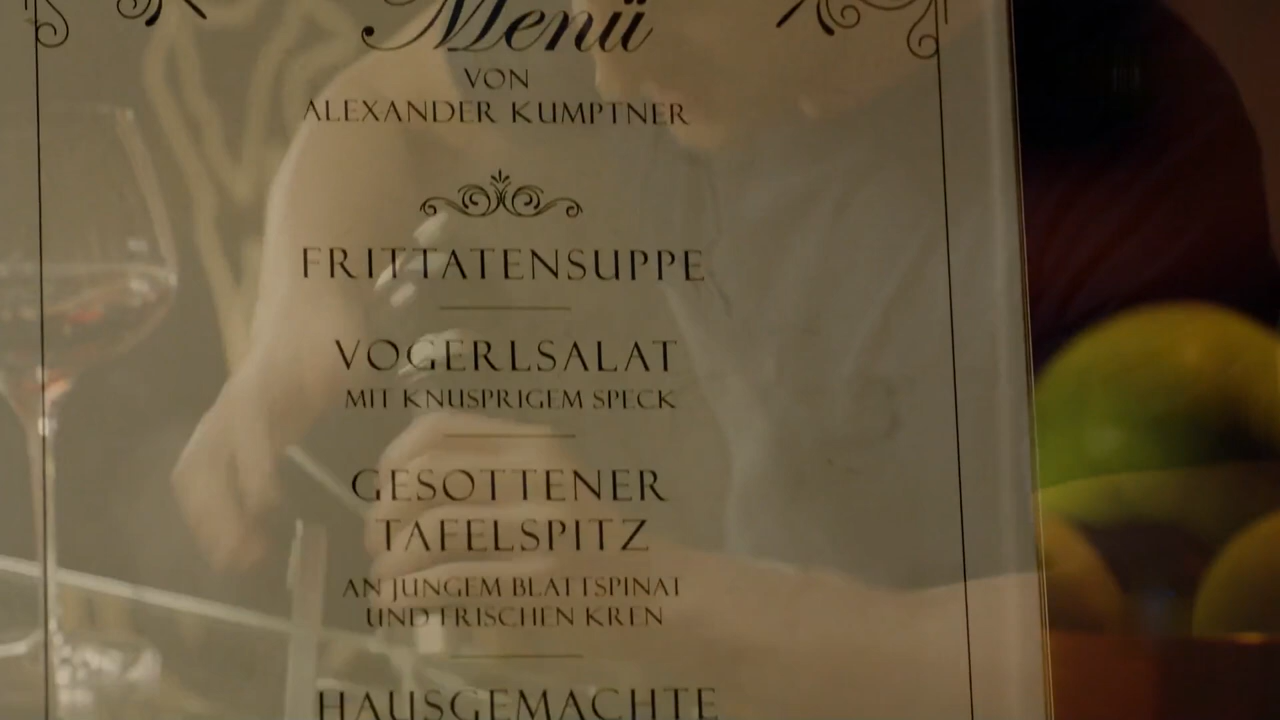 Menü
VON
ALEXANDER KUMPTNER
FRITTATENSUPPE
VOGERLSALAT
MIT KNUSPRIGEM SPECK
GESOTTENER
TAFELSPITZ
AN JUNGEM BLATTSPINAT
UND FRISCHEN KREN
HAUSGEMACHTE